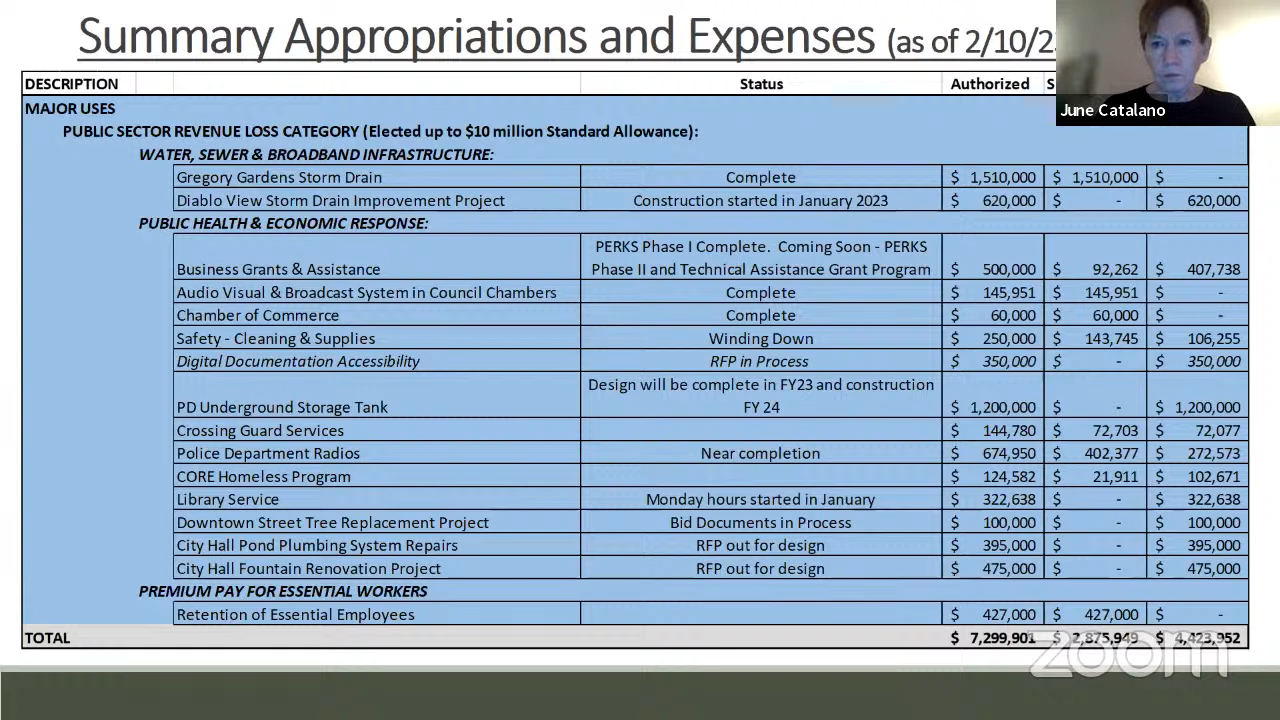 Summary Appropriations and Expenses (as of 2/10/2
DESCRIPTION Status Authorized S
June Catalano
MAJOR USES
PUBLIC SECTOR REVENUE LOSS CATEGORY (Elected up to $10 million Standard Allowance):
WATER, SEWER & BROADBAND INFRASTRUCTURE:
Gregory Gardens Storm Drain Complete $ 1,510,000 $ 1,510,000 $ -
Diablo View Storm Drain Improvement Project Construction started in January 2023 $ 620,000 $ - $ 620,000
PUBLIC HEALTH & ECONOMIC RESPONSE:
PERKS Phase I Complete. Coming Soon - PERKS
Business Grants & Assistance Phase II and Technical Assistance Grant Program $ 500,000 $ 92,262 $ 407,738
Audio Visual & Broadcast System in Council Chambers Complete $ 145,951 $ 145,951 $ -
Chamber of Commerce Complete $ 60,000 $ 60,000 $ -
Safety - Cleaning & Supplies Winding Down $ 250,000 $ 143,745 $ 106,255
Digital Documentation Accessibility RFP in Process $ 350,000 $ - $ 350,000
Design will be complete in FY23 and construction
PD Underground Storage Tank FY 24 $ 1,200,000 $ - $ 1,200,000
Crossing Guard Services $ 144,780 $ 72,703 $ 72,077
Police Department Radios Near completion $ 674,950 $ 402,377 $ 272,573
CORE Homeless Program $ 124,582 $ 21,911 $ 102,671
Library Service Monday hours started in January $ 322,638 $ - $ 322,638
Downtown Street Tree Replacement Project Bid Documents in Process $ 100,000 $ - $ 100,000
City Hall Pond Plumbing System Repairs RFP out for design $ 395,000 $ - $ 395,000
City Hall Fountain Renovation Project RFP out for design $ 475,000 $ - $ 475,000
PREMIUM PAY FOR ESSENTIAL WORKERS
Retention of Essential Employees $ 427,000 $ 427,000 $ -
TOTAL $ 7,299,901 $ 2,875,949 $ 4,423,952
zoom